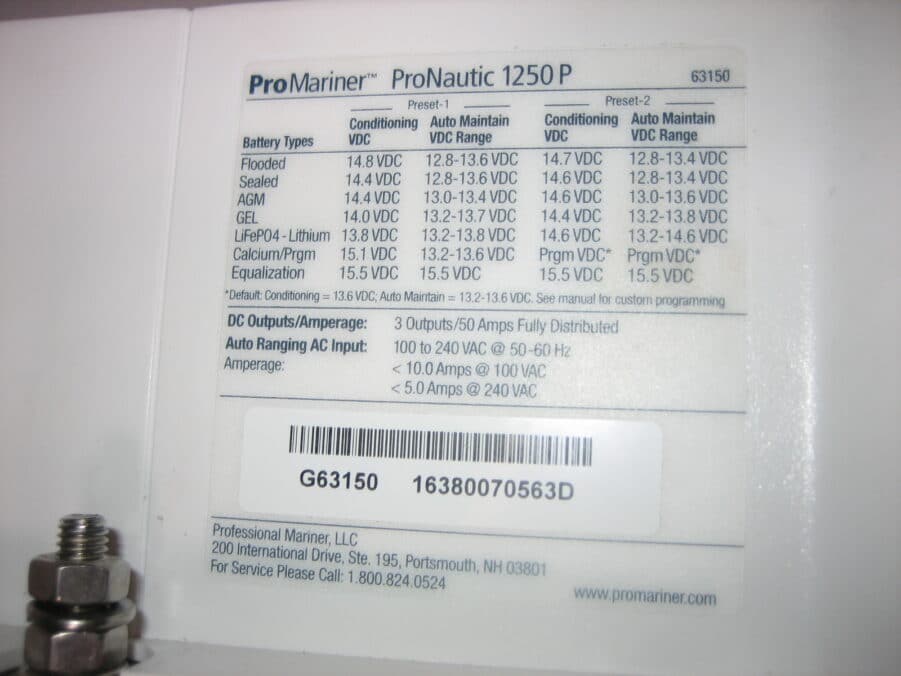 ProMariner™ ProNautic 1250 P 63150
Preset-1 Preset-2
Battery Types Conditioning VDC Auto Maintain VDC Range Conditioning VDC Auto Maintain VDC Range
Flooded 14.8 VDC 12.8-13.6 VDC 14.7 VDC 12.8-13.4 VDC
Sealed 14.4 VDC 12.8-13.6 VDC 14.6 VDC 12.8-13.4 VDC
AGM 14.4 VDC 13.0-13.4 VDC 14.6 VDC 13.0-13.6 VDC
GEL 14.0 VDC 13.2-13.7 VDC 14.4 VDC 13.2-13.8 VDC
LiFePO4 - Lithium 13.8 VDC 13.2-13.8 VDC 14.6 VDC 13.2-14.6 VDC
Calcium/Prgm 15.1 VDC 13.2-13.6 VDC Prgm VDC* Prgm VDC*
Equalization 15.5 VDC 15.5 VDC 15.5 VDC 15.5 VDC
*Default: Conditioning = 13.6 VDC; Auto Maintain = 13.2-13.6 VDC. See manual for custom programming
DC Outputs/Amperage: 3 Outputs/50 Amps Fully Distributed
Auto Ranging AC Input: 100 to 240 VAC @ 50-60 Hz
Amperage: < 10.0 Amps @ 100 VAC
< 5.0 Amps @ 240 VAC
G63150 16380070563D
Professional Mariner, LLC
200 International Drive, Ste. 195, Portsmouth, NH 03801
For Service Please Call: 1.800.824.0524
www.promariner.com